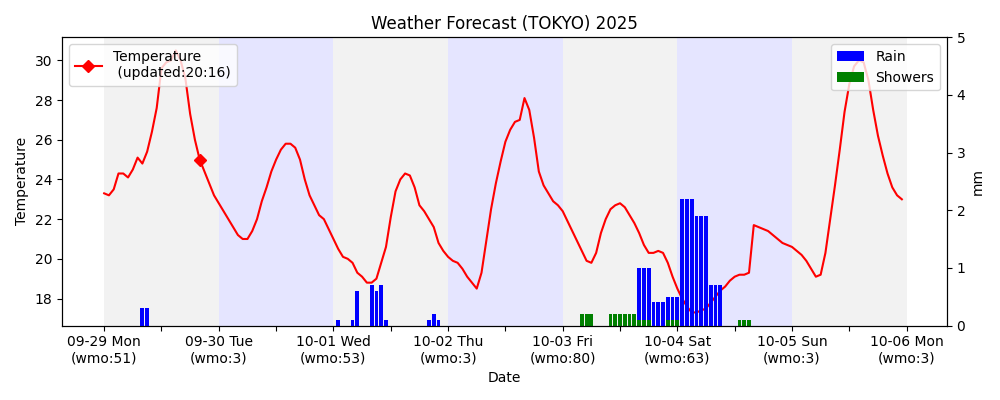 Weather Forecast (TOKYO) 2025
Temperature
(updated:20:16)
Rain
Showers
30
28
26
24
22
20
18
Temperature
5
4
3
2
1
0
mm
09-29 Mon
(wmo:51)
09-30 Tue
(wmo:3)
10-01 Wed
(wmo:53)
10-02 Thu
(wmo:3)
10-03 Fri
(wmo:80)
10-04 Sat
(wmo:63)
10-05 Sun
(wmo:3)
10-06 Mon
(wmo:3)
Date